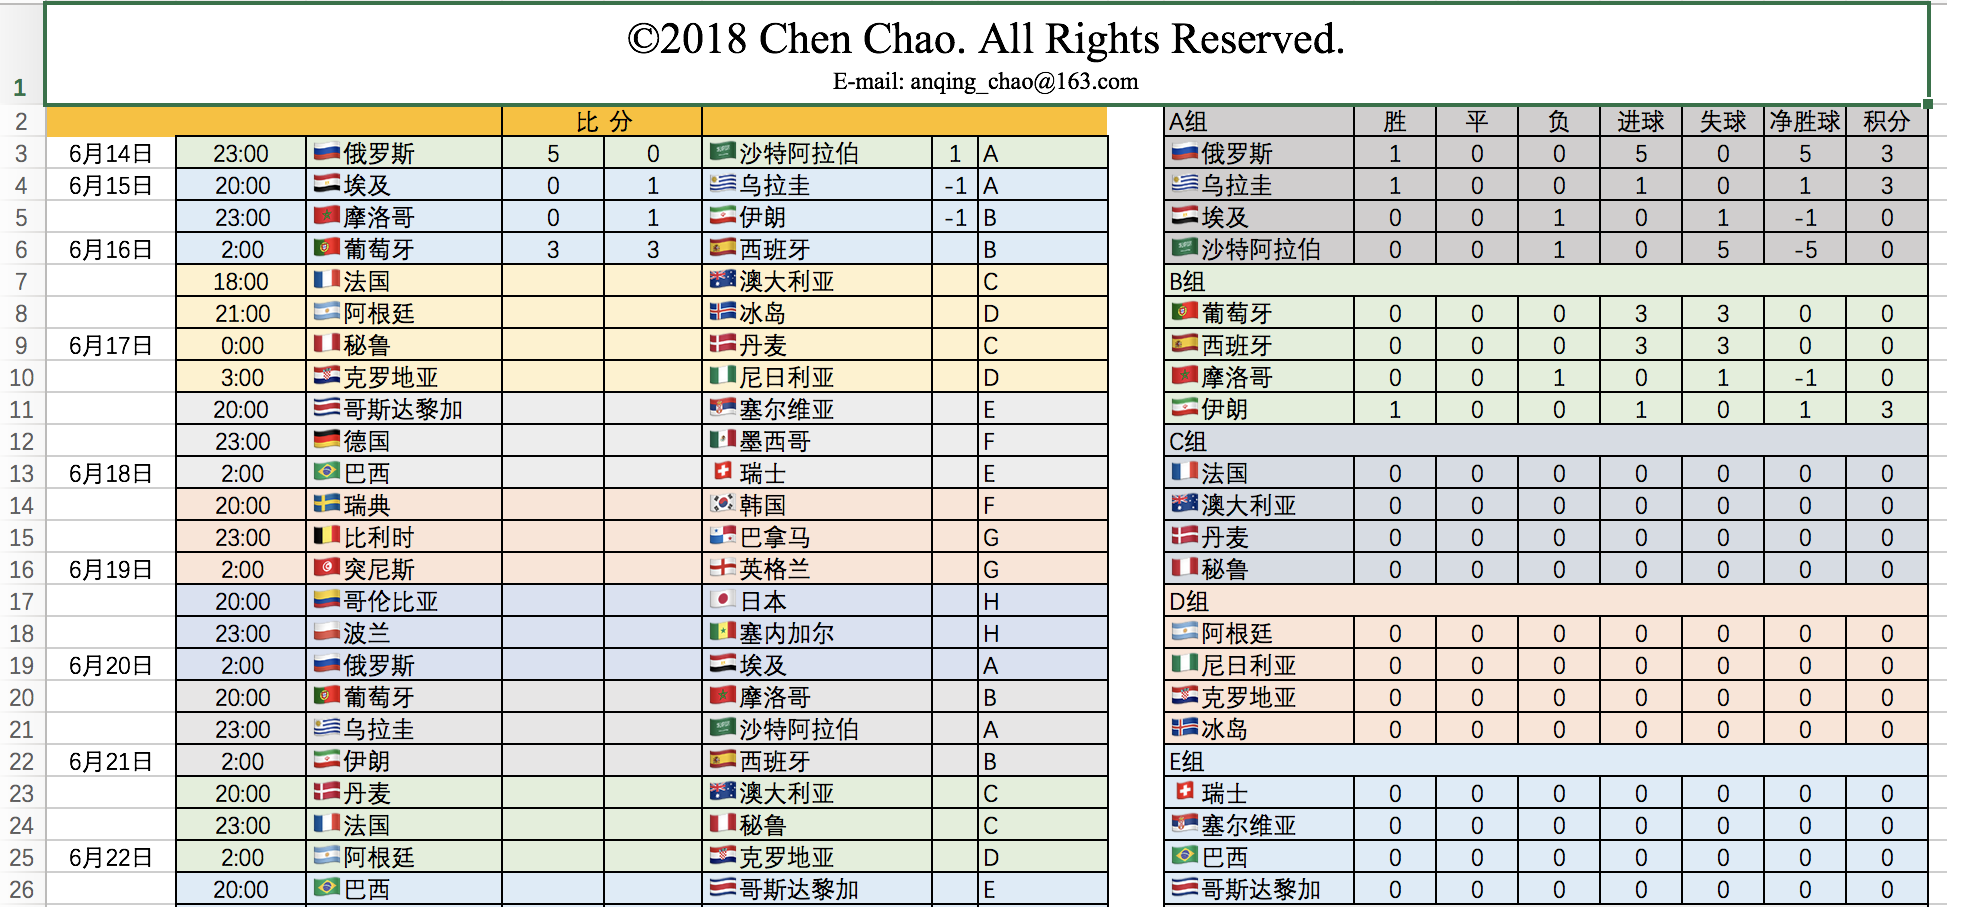 ©2018 Chen Chao. All Rights Reserved.
E-mail: anqing_chao@163.com
1
2 比 分 A组 胜 平 负 进球 失球 净胜球 积分
3 6月14日 23:00 俄罗斯 5 0 沙特阿拉伯 1 A 俄罗斯 1 0 0 5 0 5 3
4 6月15日 20:00 埃及 0 1 乌拉圭 -1 A 乌拉圭 1 0 0 1 0 1 3
5 23:00 摩洛哥 0 1 伊朗 -1 B 埃及 0 0 1 0 1 -1 0
6 6月16日 2:00 葡萄牙 3 3 西班牙 B 沙特阿拉伯 0 0 1 0 5 -5 0
7 18:00 法国 澳大利亚 C B组
8 21:00 阿根廷 冰岛 D 葡萄牙 0 0 0 3 3 0 0
9 6月17日 0:00 秘鲁 丹麦 C 西班牙 0 0 0 3 3 0 0
10 3:00 克罗地亚 尼日利亚 D 摩洛哥 0 0 1 0 1 -1 0
11 20:00 哥斯达黎加 塞尔维亚 E 伊朗 1 0 0 1 0 1 3
12 23:00 德国 墨西哥 F C组
13 6月18日 2:00 巴西 瑞士 E 法国 0 0 0 0 0 0 0
14 20:00 瑞典 韩国 F 澳大利亚 0 0 0 0 0 0 0
15 23:00 比利时 巴拿马 G 丹麦 0 0 0 0 0 0 0
16 6月19日 2:00 突尼斯 英格兰 G 秘鲁 0 0 0 0 0 0 0
17 20:00 哥伦比亚 日本 H D组
18 23:00 波兰 塞内加尔 H 阿根廷 0 0 0 0 0 0 0
19 6月20日 2:00 俄罗斯 埃及 A 尼日利亚 0 0 0 0 0 0 0
20 20:00 葡萄牙 摩洛哥 B 克罗地亚 0 0 0 0 0 0 0
21 23:00 乌拉圭 沙特阿拉伯 A 冰岛 0 0 0 0 0 0 0
22 6月21日 2:00 伊朗 西班牙 B E组
23 20:00 丹麦 澳大利亚 C 瑞士 0 0 0 0 0 0 0
24 23:00 法国 秘鲁 C 塞尔维亚 0 0 0 0 0 0 0
25 6月22日 2:00 阿根廷 克罗地亚 D 巴西 0 0 0 0 0 0 0
26 20:00 巴西 哥斯达黎加 E 哥斯达黎加 0 0 0 0 0 0 0